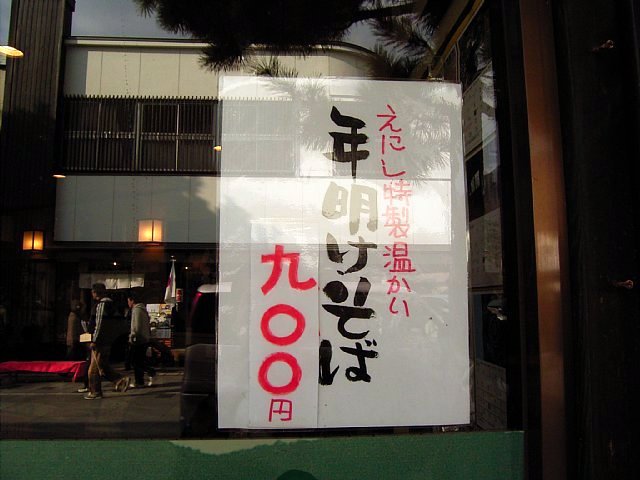 えにし特製温かい
年明けそば
九〇〇円